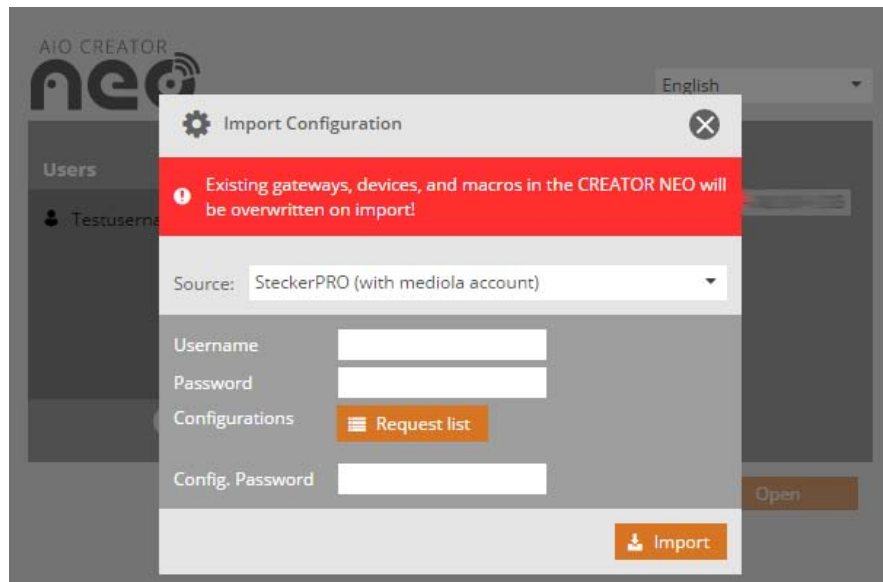 AIO CREATOR
neo
English
Import Configuration
Users
Existing gateways, devices, and macros in the CREATOR NEO will
be overwritten on import!
Source: SteckerPRO (with mediola account)
Username
Password
Configurations Request list
Config. Password
Open
Import